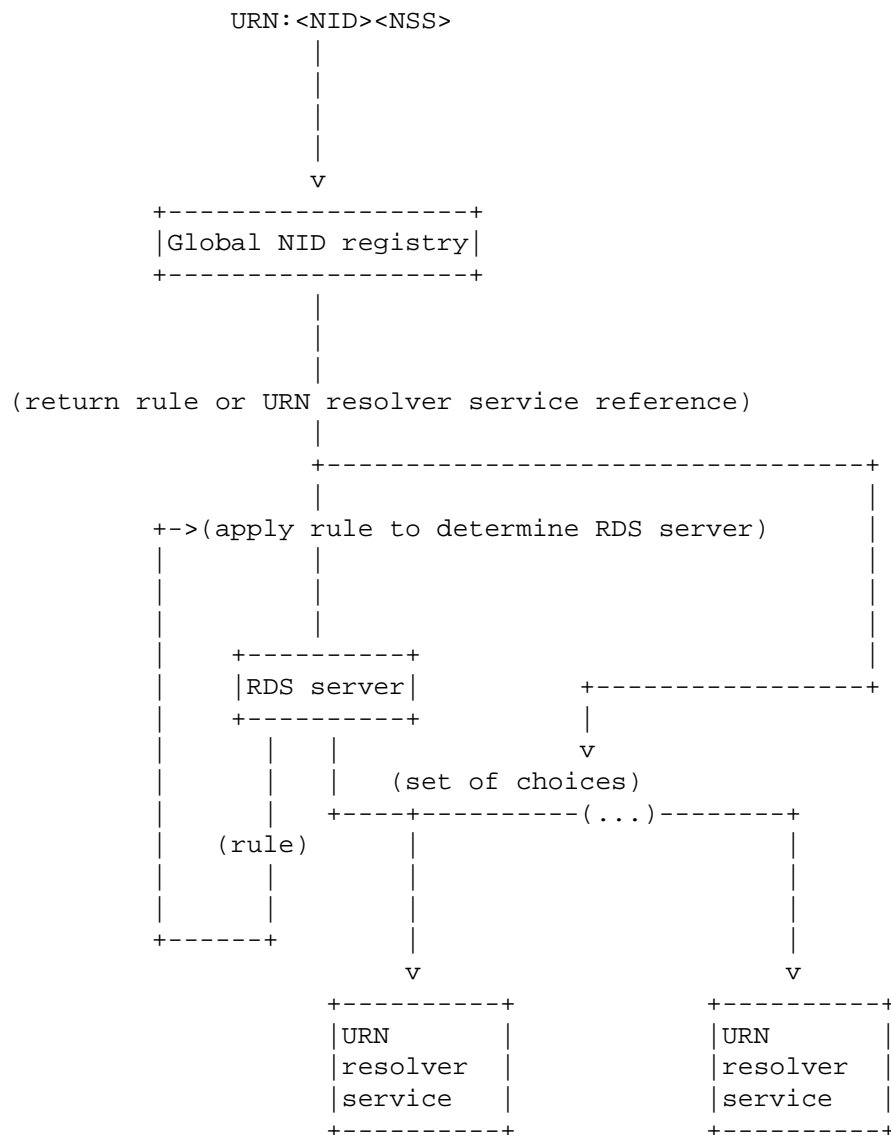 URN:<NID><NSS>
v
Global NID registry
(return rule or URN resolver service reference)
+->(apply rule to determine RDS server)
RDS server
v
(set of choices)
(...)
(rule)
v v
URN URN
resolver resolver
service service